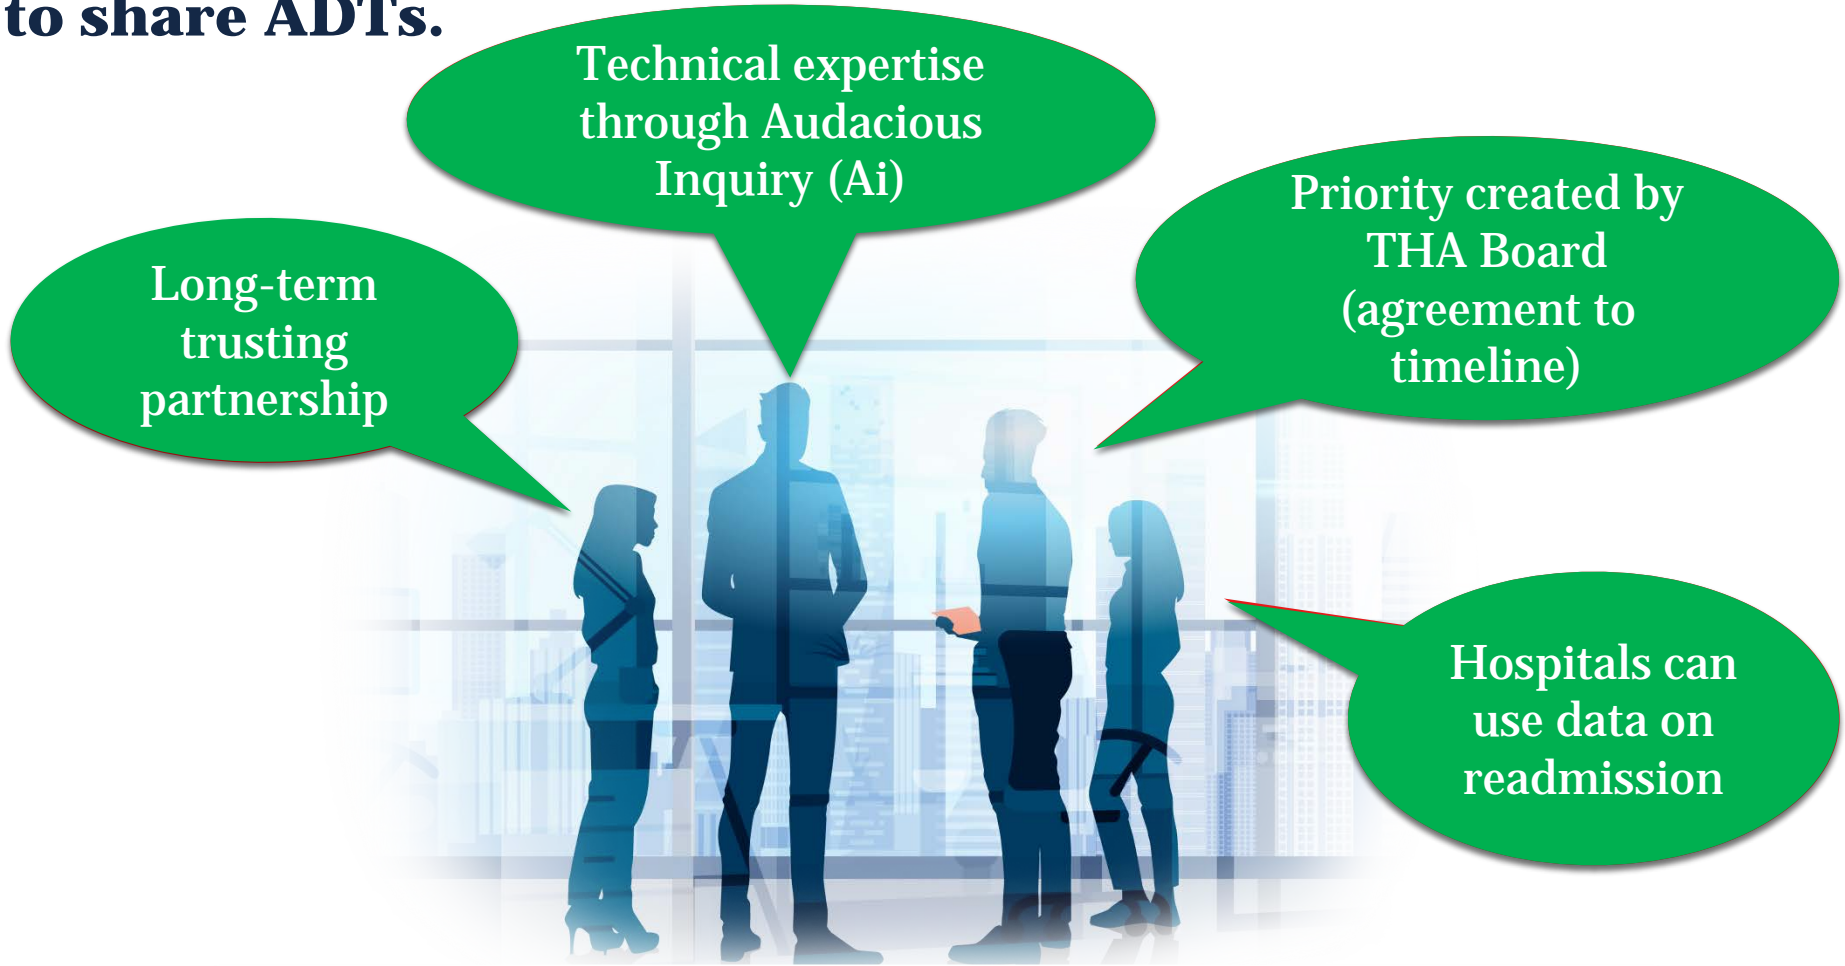 to share ADTs.
Technical expertise
through Audacious
Inquiry (Ai)
Priority created by
THA Board
(agreement to
timeline)
Long-term
trusting
partnership
Hospitals can
use data on
readmission